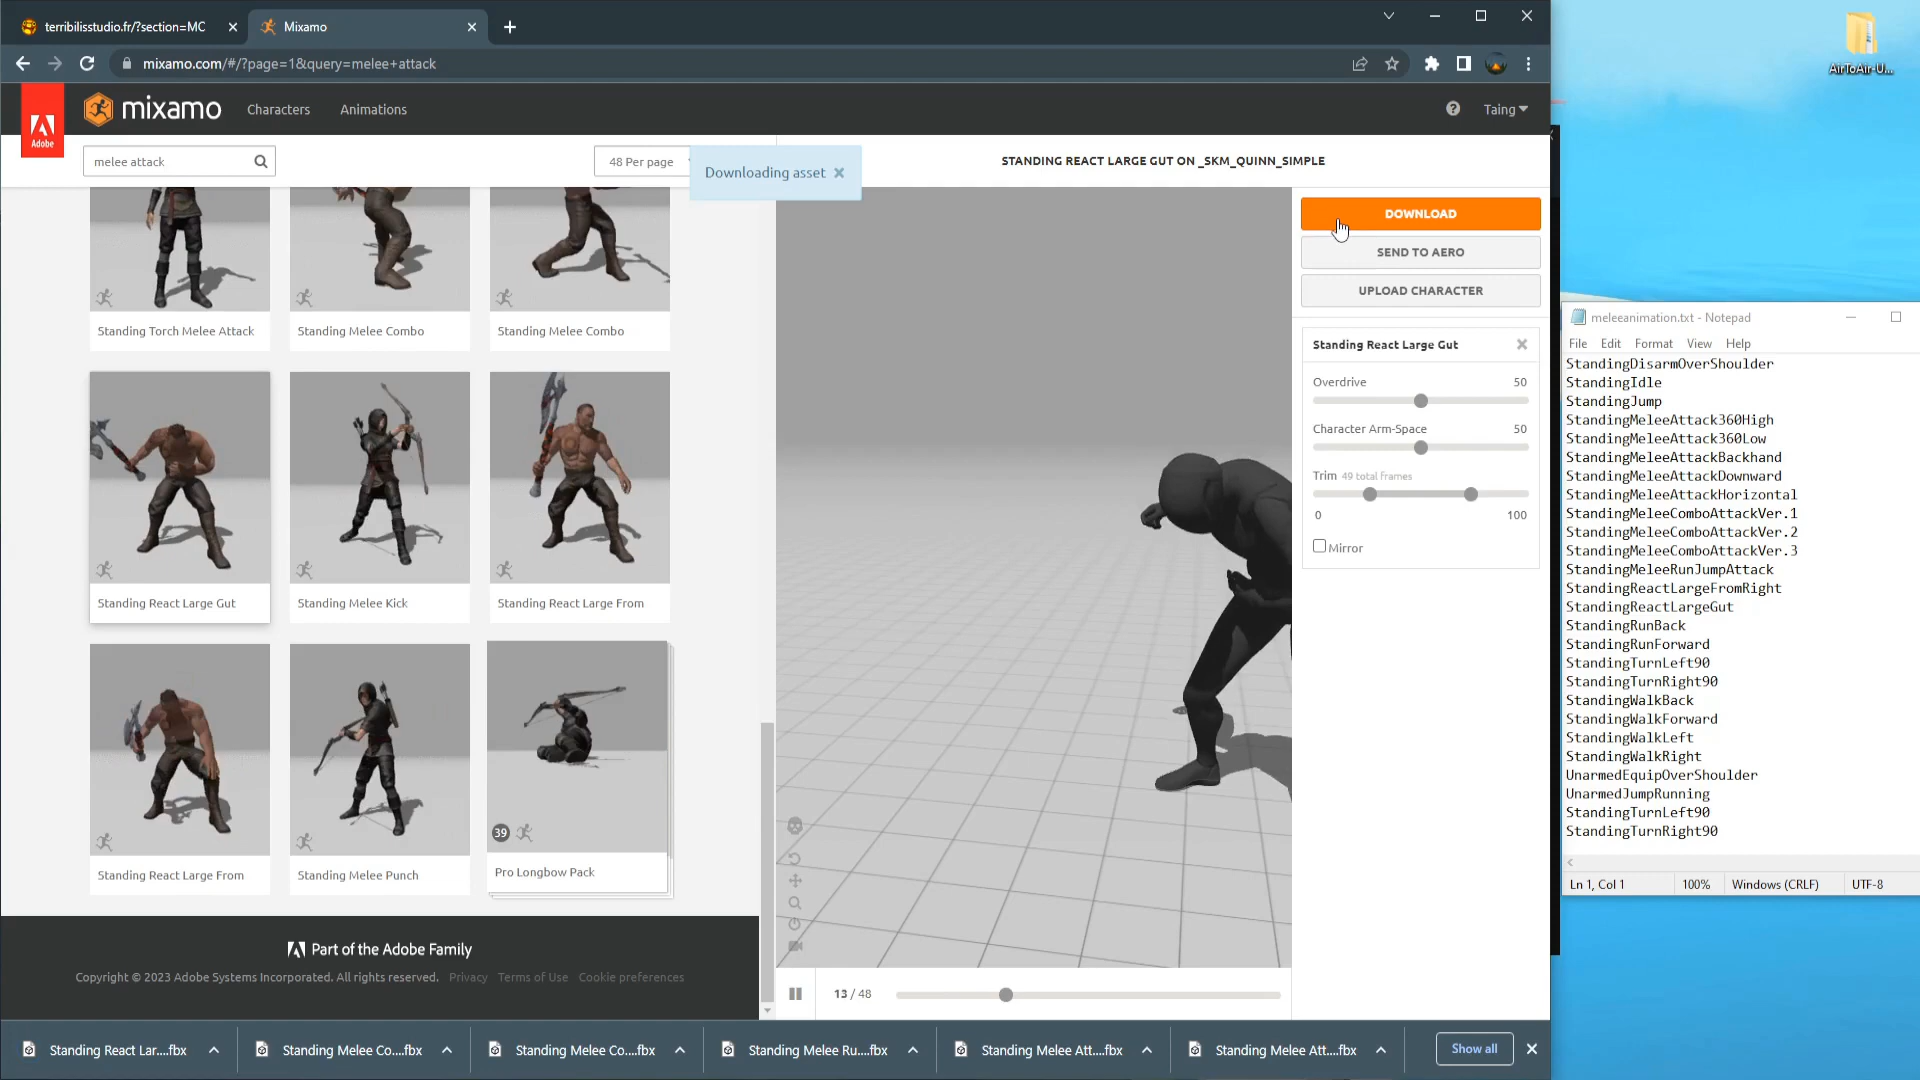 terribilisstudio.fr/?section=MC
Mixamo
mixamo.com/#/?page=1&query=melee+attack
AirToAir-U...
Adobe
mixamo
Characters
Animations
Taing
melee attack
48 Per page
Downloading asset
STANDING REACT LARGE GUT ON _SKM_QUINN_SIMPLE
DOWNLOAD
SEND TO AERO
UPLOAD CHARACTER
Standing React Large Gut
Overdrive 50
Character Arm-Space 50
Trim 49 total frames
0 100
Mirror
Standing Torch Melee Attack
Standing Melee Combo
Standing Melee Combo
Standing React Large Gut
Standing Melee Kick
Standing React Large From
39
Standing React Large From
Standing Melee Punch
Pro Longbow Pack
Part of the Adobe Family
Copyright © 2023 Adobe Systems Incorporated. All rights reserved. Privacy Terms of Use Cookie preferences
13 / 48
meleeanimation.txt - Notepad
File Edit Format View Help
StandingDisarmOverShoulder
StandingIdle
StandingJump
StandingMeleeAttack360High
StandingMeleeAttack360Low
StandingMeleeAttackBackhand
StandingMeleeAttackDownward
StandingMeleeAttackHorizontal
StandingMeleeComboAttackVer.1
StandingMeleeComboAttackVer.2
StandingMeleeComboAttackVer.3
StandingMeleeRunJumpAttack
StandingReactLargeFromRight
StandingReactLargeGut
StandingRunBack
StandingRunForward
StandingTurnLeft90
StandingTurnRight90
StandingWalkBack
StandingWalkForward
StandingWalkLeft
StandingWalkRight
UnarmedEquipOverShoulder
UnarmedJumpRunning
StandingTurnLeft90
StandingTurnRight90
Ln 1, Col 1 100% Windows (CRLF) UTF-8
Standing React Lar....fbx
Standing Melee Co....fbx
Standing Melee Co....fbx
Standing Melee Ru....fbx
Standing Melee Att....fbx
Standing Melee Att....fbx
Show all